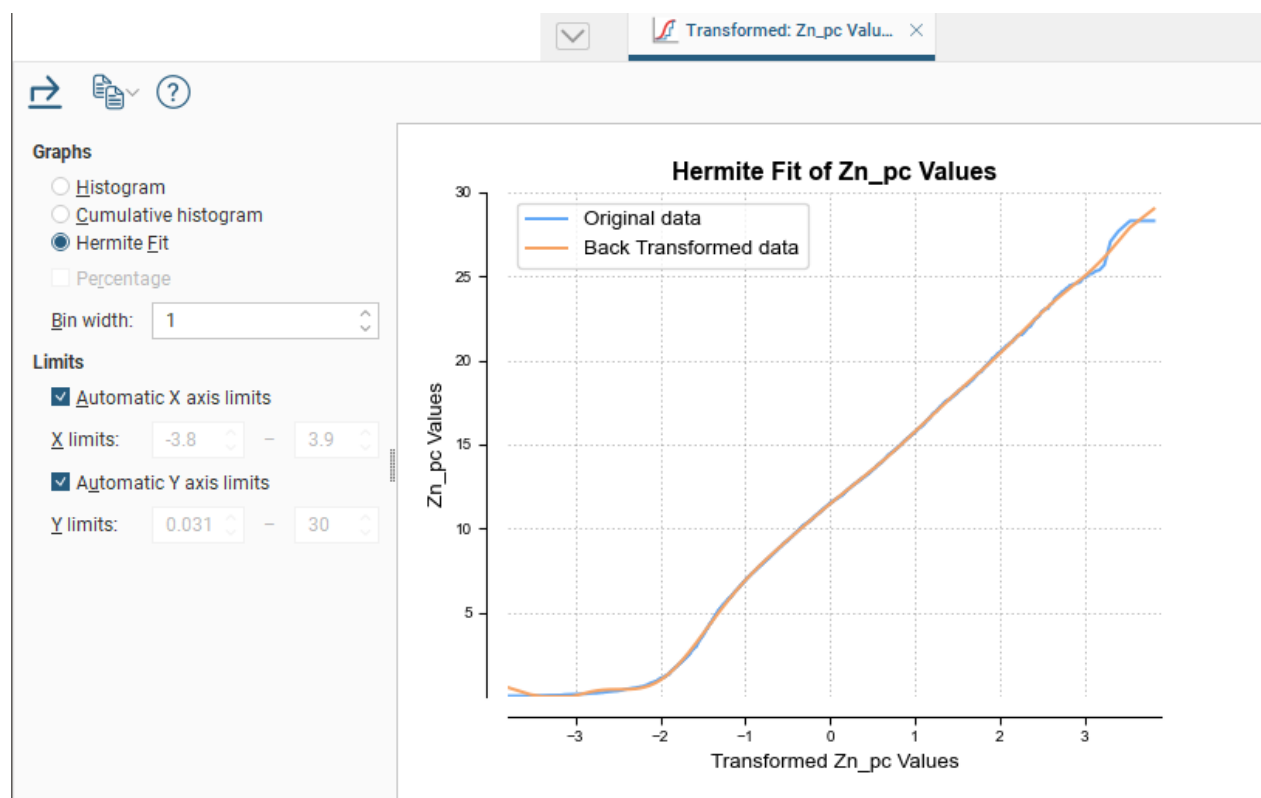 Transformed: Zn_pc Valu...
?
Graphs
Histogram
Cumulative histogram
Hermite Fit
Percentage
Bin width: 1
Limits
Automatic X axis limits
X limits: -3.8 – 3.9
Automatic Y axis limits
Y limits: 0.031 – 30
Hermite Fit of Zn_pc Values
Original data
Back Transformed data
30
25
20
15
10
5
Zn_pc Values
−3 −2 −1 0 1 2 3
Transformed Zn_pc Values